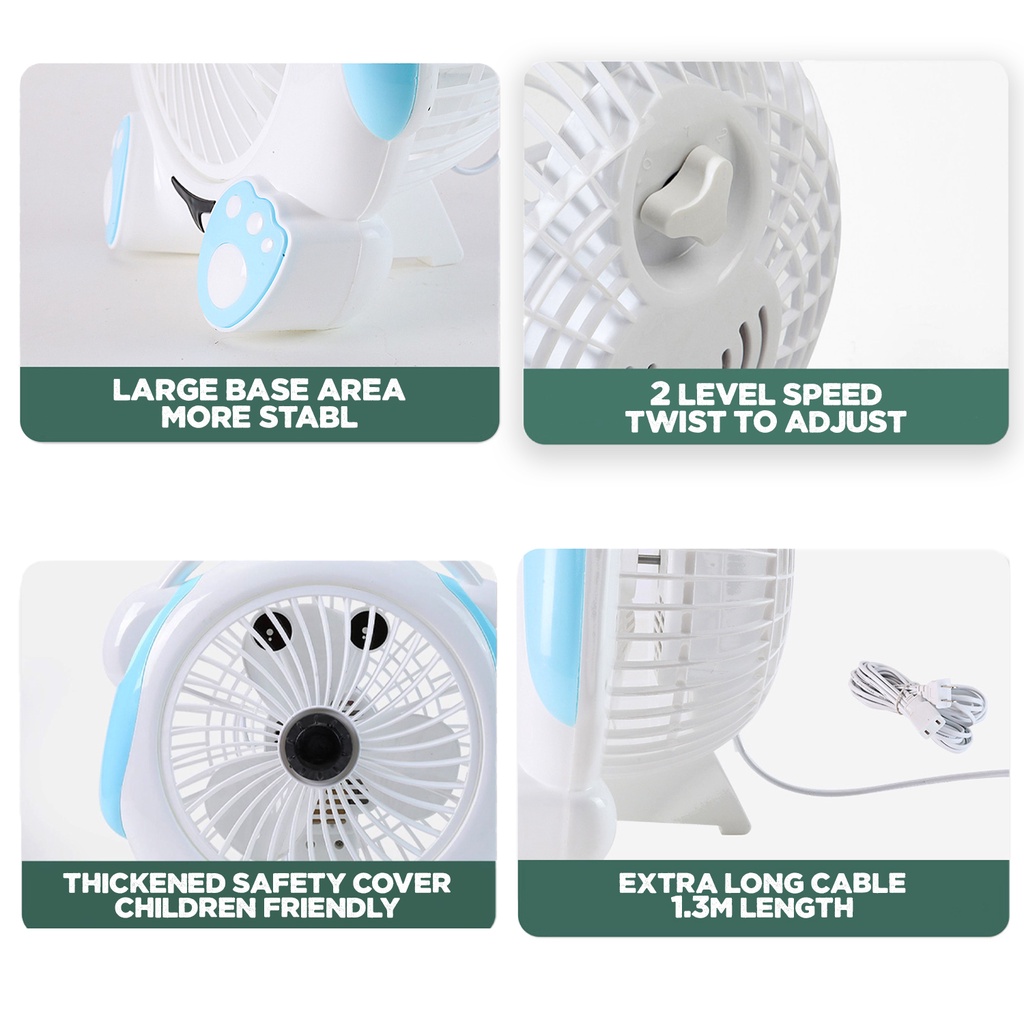 LARGE BASE AREA
MORE STABL
2 LEVEL SPEED
TWIST TO ADJUST
THICKENED SAFETY COVER
CHILDREN FRIENDLY
EXTRA LONG CABLE
1.3M LENGTH